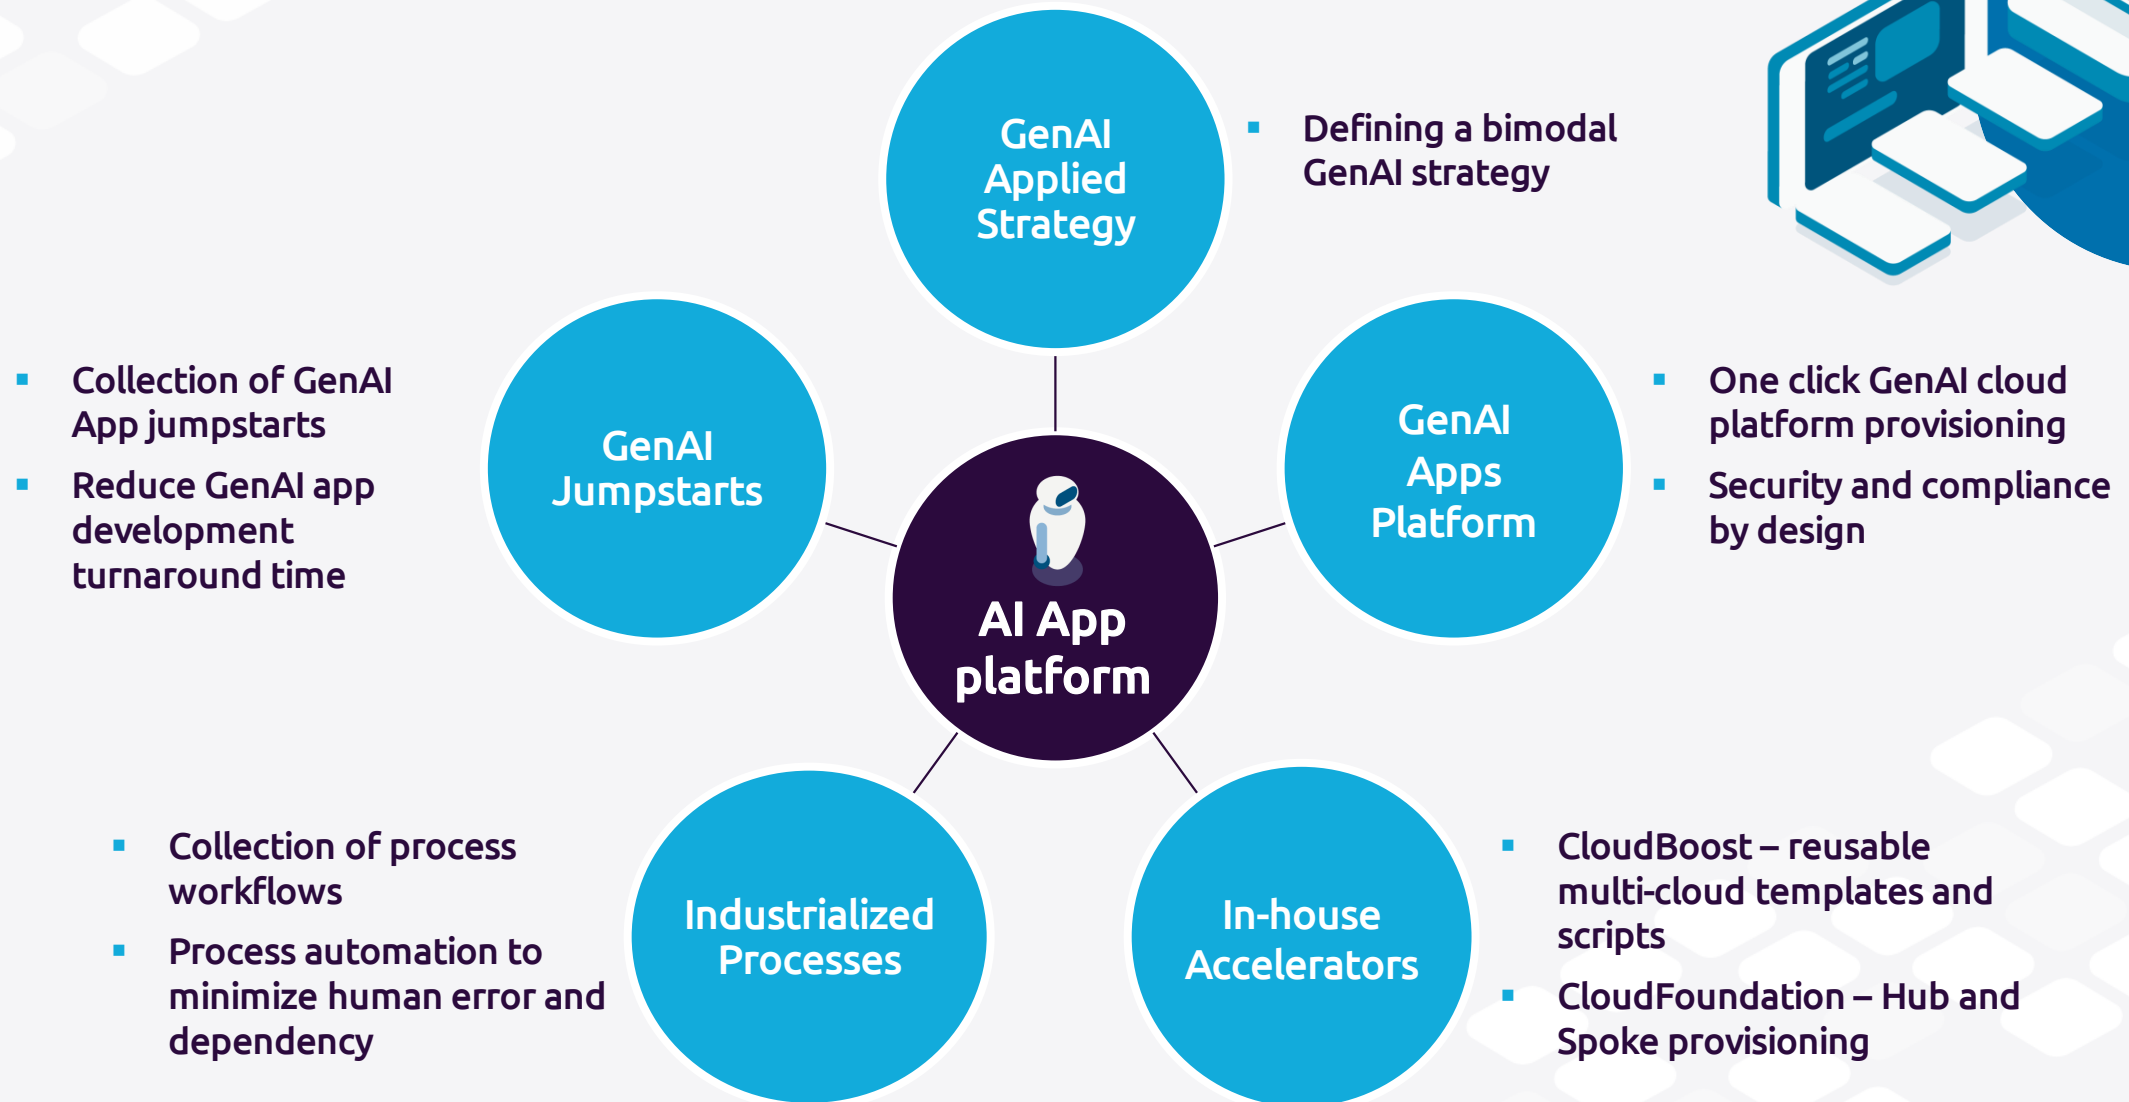 GenAI
Applied
Strategy
Defining a bimodal
GenAI strategy
Collection of GenAI
App jumpstarts
Reduce GenAI app
development
turnaround time
GenAI
Jumpstarts
GenAI
Apps
Platform
One click GenAI cloud
platform provisioning
Security and compliance
by design
AI App
platform
Collection of process
workflows
Process automation to
minimize human error and
dependency
Industrialized
Processes
In-house
Accelerators
CloudBoost – reusable
multi-cloud templates and
scripts
CloudFoundation – Hub and
Spoke provisioning